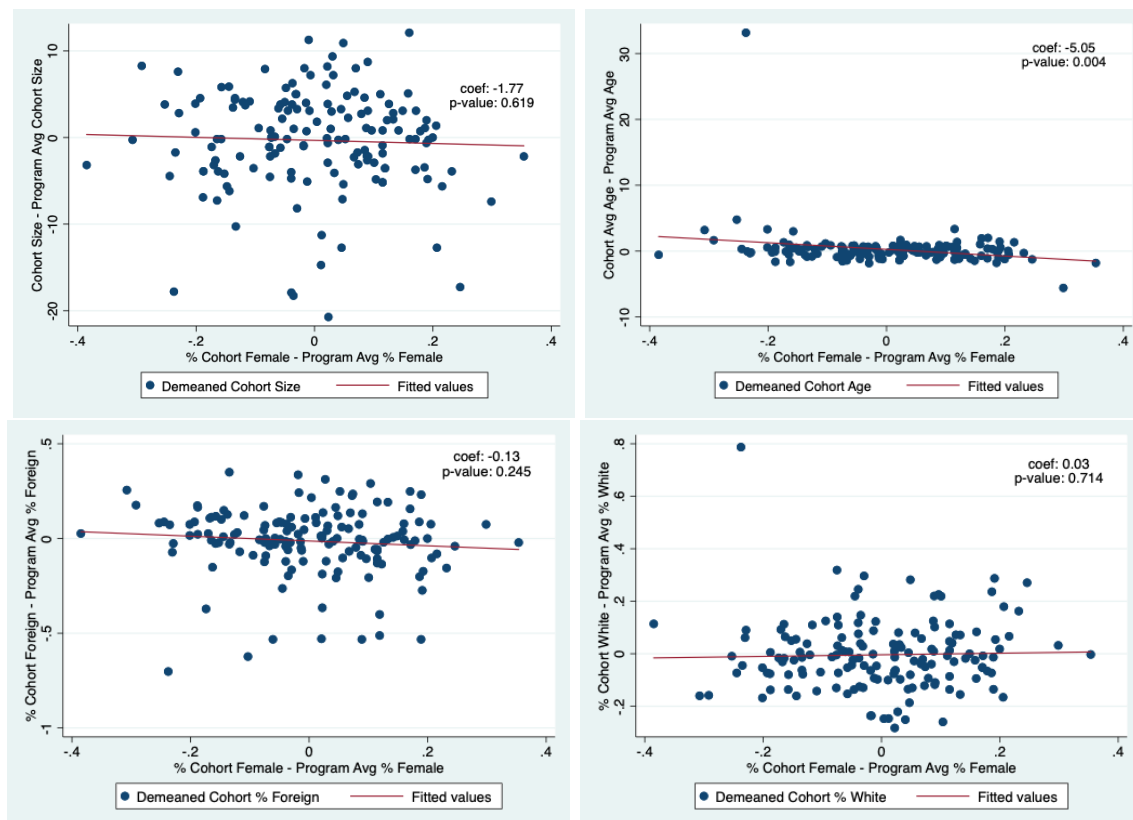 coef: -1.77
p-value: 0.619
Cohort Size - Program Avg Cohort Size
10
0
-10
-20
-.4
-.2
0
.2
.4
% Cohort Female - Program Avg % Female
Demeaned Cohort Size
Fitted values
coef: -5.05
p-value: 0.004
Cohort Avg Age - Program Avg Age
30
20
10
0
-10
-.4
-.2
0
.2
.4
% Cohort Female - Program Avg % Female
Demeaned Cohort Age
Fitted values
coef: -0.13
p-value: 0.245
% Cohort Foreign - Program Avg % Foreign
.5
0
-.5
-1
-.4
-.2
0
.2
.4
% Cohort Female - Program Avg % Female
Demeaned Cohort % Foreign
Fitted values
coef: 0.03
p-value: 0.714
% Cohort White - Program Avg % White
.8
.6
.4
.2
0
-.2
-.4
-.2
0
.2
.4
% Cohort Female - Program Avg % Female
Demeaned Cohort % White
Fitted values